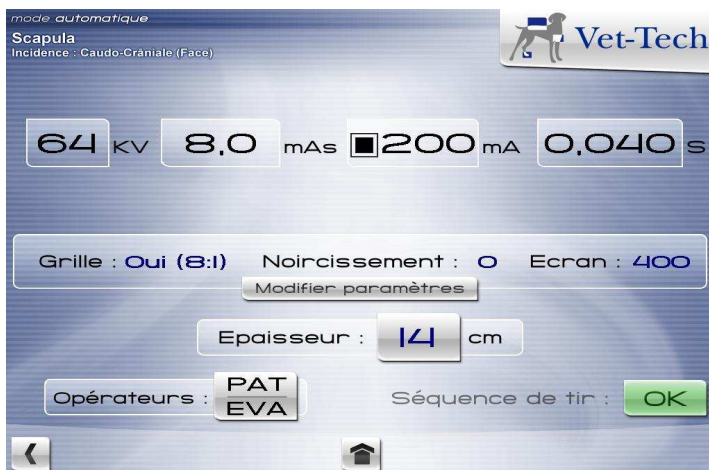 mode automatique
Scapula
Incidence : Caudo-Crâniale (Face)
Vet-Tech
64 KV 8,0 mAs 200 mA 0,040 S
Grille : Oui (8:1) Noircissement : 0 Ecran : 400
Modifier paramètres
Epaisseur : 14 cm
Opérateurs : PAT
EVA
Séquence de tir : OK